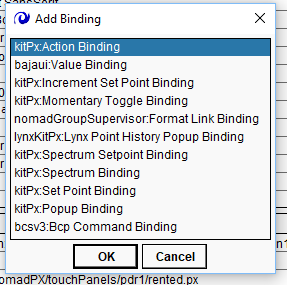 Add Binding
kitPx:Action Binding
bajaui:Value Binding
kitPx:Increment Set Point Binding
kitPx:Momentary Toggle Binding
nomadGroupSupervisor:Format Link Binding
lynxKitPx:Lynx Point History Popup Binding
kitPx:Spectrum Setpoint Binding
kitPx:Spectrum Binding
kitPx:Set Point Binding
kitPx:Popup Binding
bcsv3:Bcp Command Binding
OK
Cancel
omadPX/touchPanels/pdr1/rented.px